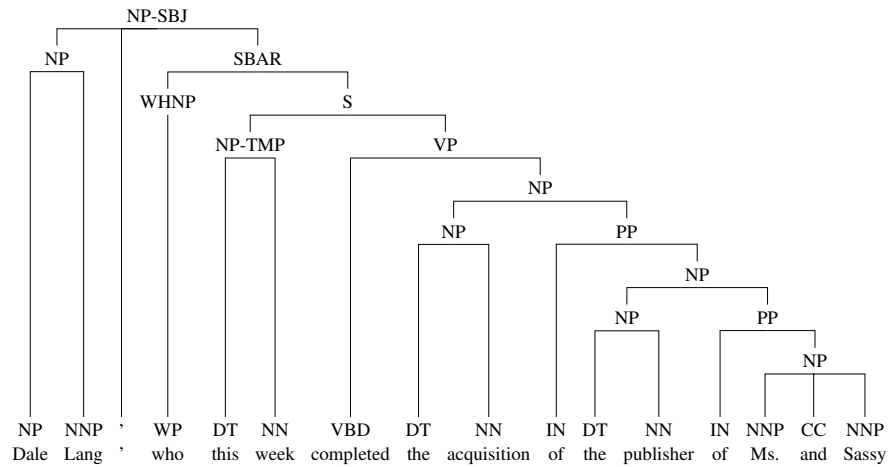 NP-SBJ
NP SBAR
WHNP S
NP-TMP VP
NP
NP PP
NP
NP PP
NP
NP NNP , WP DT NN VBD DT NN IN DT NN IN NNP CC NNP
Dale Lang , who this week completed the acquisition of the publisher of Ms. and Sassy